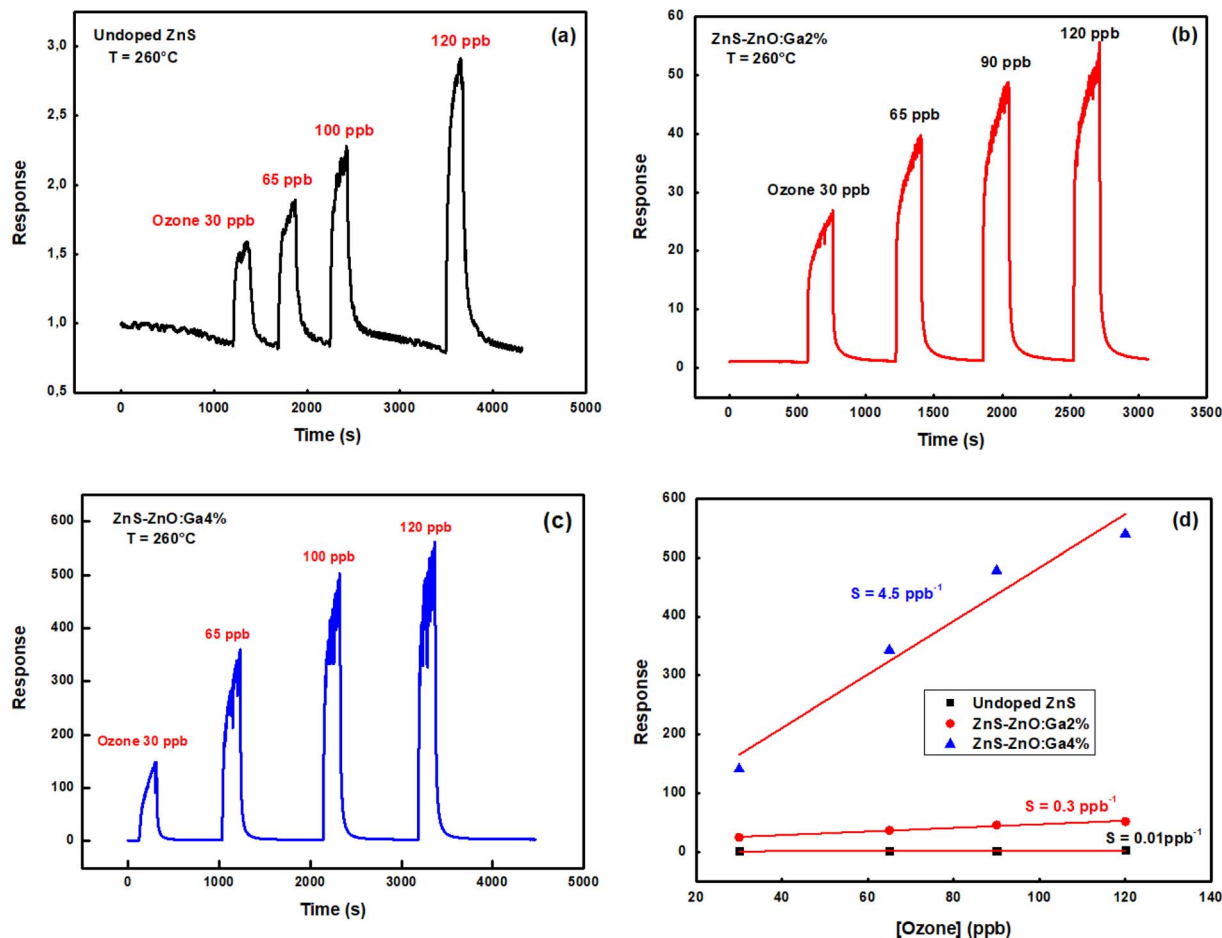 Undoped ZnS
T = 260°C
(a)
Ozone 30 ppb
65 ppb
100 ppb
120 ppb
3,0
2,5
2,0
1,5
1,0
0,5
Response
0
1000
2000
3000
4000
5000
Time (s)
ZnS-ZnO:Ga2%
T = 260°C
(b)
Ozone 30 ppb
65 ppb
90 ppb
120 ppb
60
50
40
30
20
10
0
Response
0
500
1000
1500
2000
2500
3000
3500
Time (s)
ZnS-ZnO:Ga4%
T = 260°C
(c)
Ozone 30 ppb
65 ppb
100 ppb
120 ppb
600
500
400
300
200
100
0
Response
0
1000
2000
3000
4000
5000
Time (s)
(d)
S = 4.5 ppb⁻¹
Undoped ZnS
ZnS-ZnO:Ga2%
ZnS-ZnO:Ga4%
S = 0.3 ppb⁻¹
S = 0.01ppb⁻¹
600
500
400
300
200
100
0
Response
20
40
60
80
100
120
140
[Ozone] (ppb)